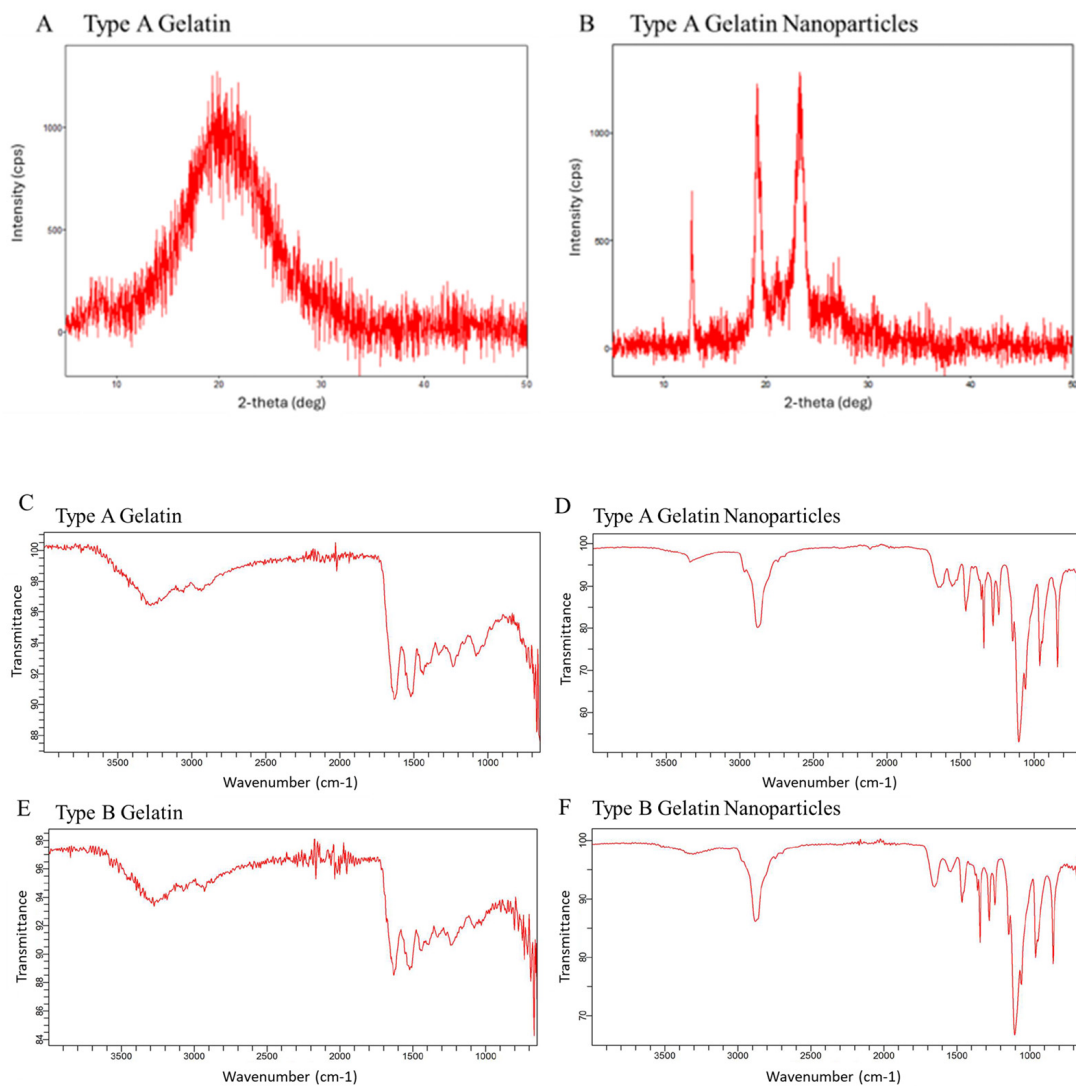 A Type A Gelatin
Intensity (cps)
1000
500
0
10 20 30 40 50
2-theta (deg)
B Type A Gelatin Nanoparticles
Intensity (cps)
1000
500
0
10 20 30 40 50
2-theta (deg)
C Type A Gelatin
Transmittance
100
98
96
94
92
90
88
3500 3000 2500 2000 1500 1000
Wavenumber (cm-1)
D Type A Gelatin Nanoparticles
Transmittance
100
90
80
70
60
3500 3000 2500 2000 1500 1000
Wavenumber (cm-1)
E Type B Gelatin
Transmittance
98
96
94
92
90
88
86
84
3500 3000 2500 2000 1500 1000
Wavenumber (cm-1)
F Type B Gelatin Nanoparticles
Transmittance
100
90
80
70
3500 3000 2500 2000 1500 1000
Wavenumber (cm-1)